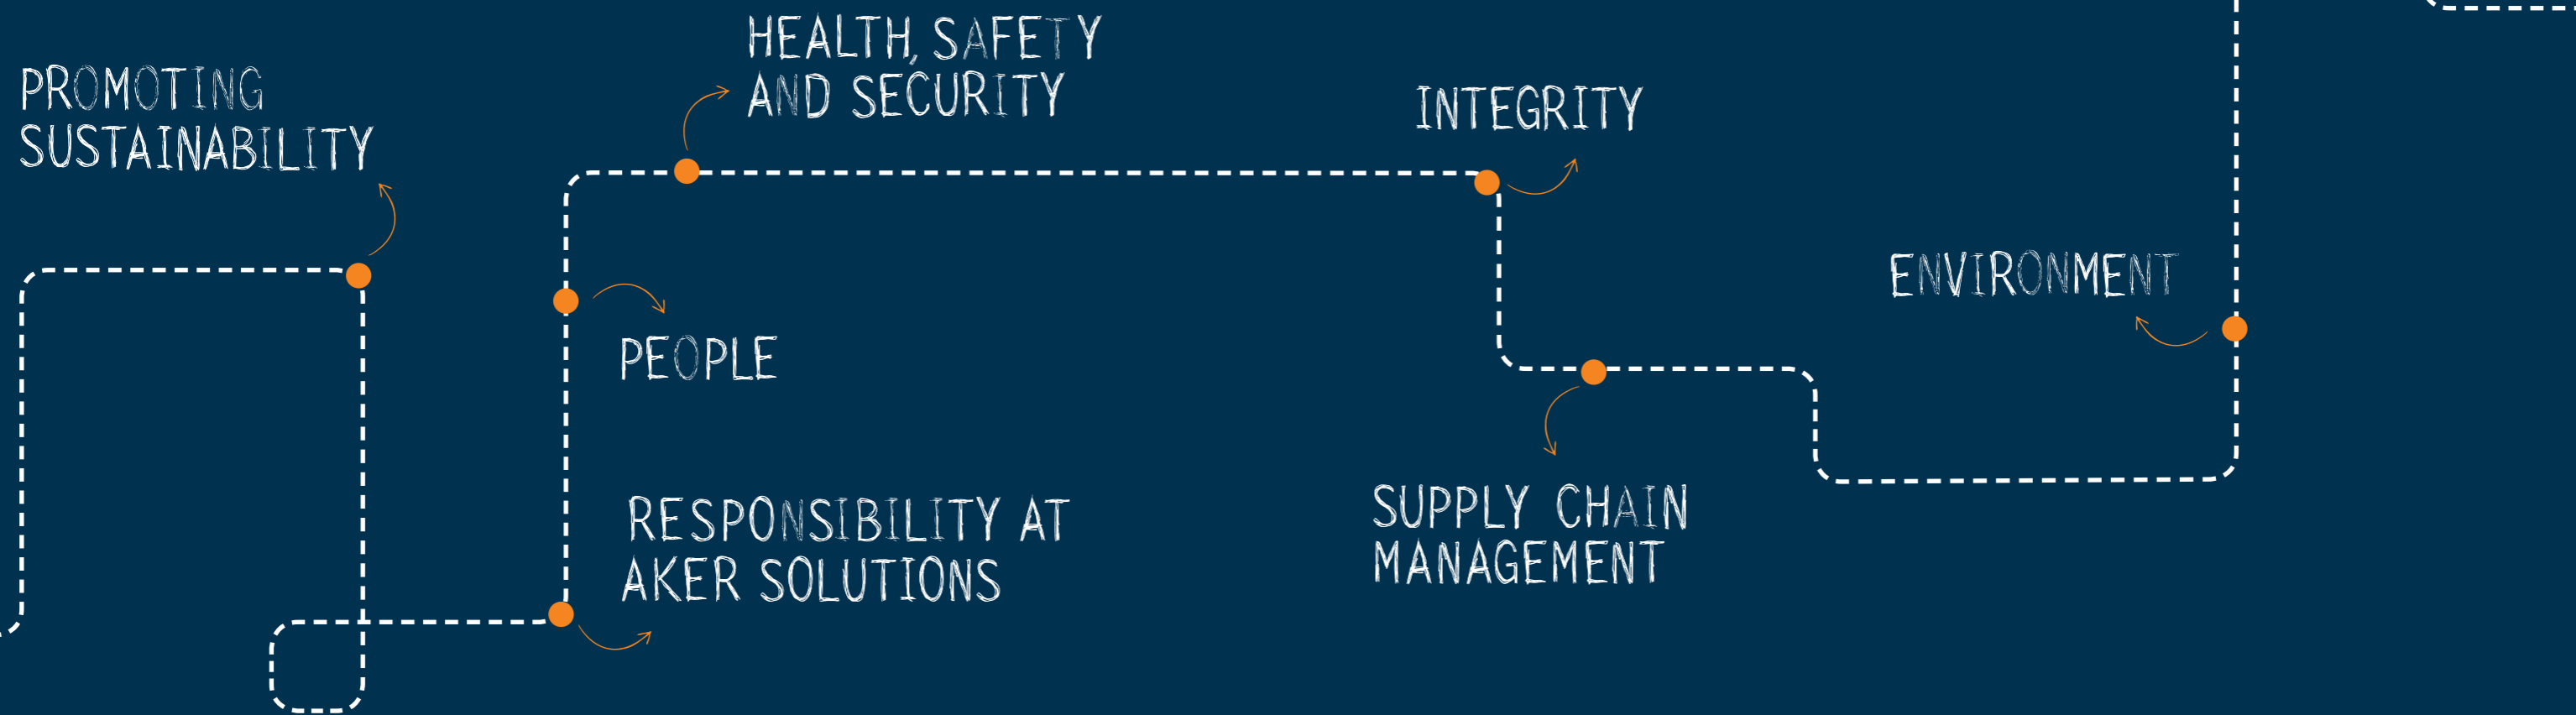 PROMOTING
SUSTAINABILITY
HEALTH, SAFETY
AND SECURITY
INTEGRITY
ENVIRONMENT
PEOPLE
RESPONSIBILITY AT
AKER SOLUTIONS
SUPPLY CHAIN
MANAGEMENT